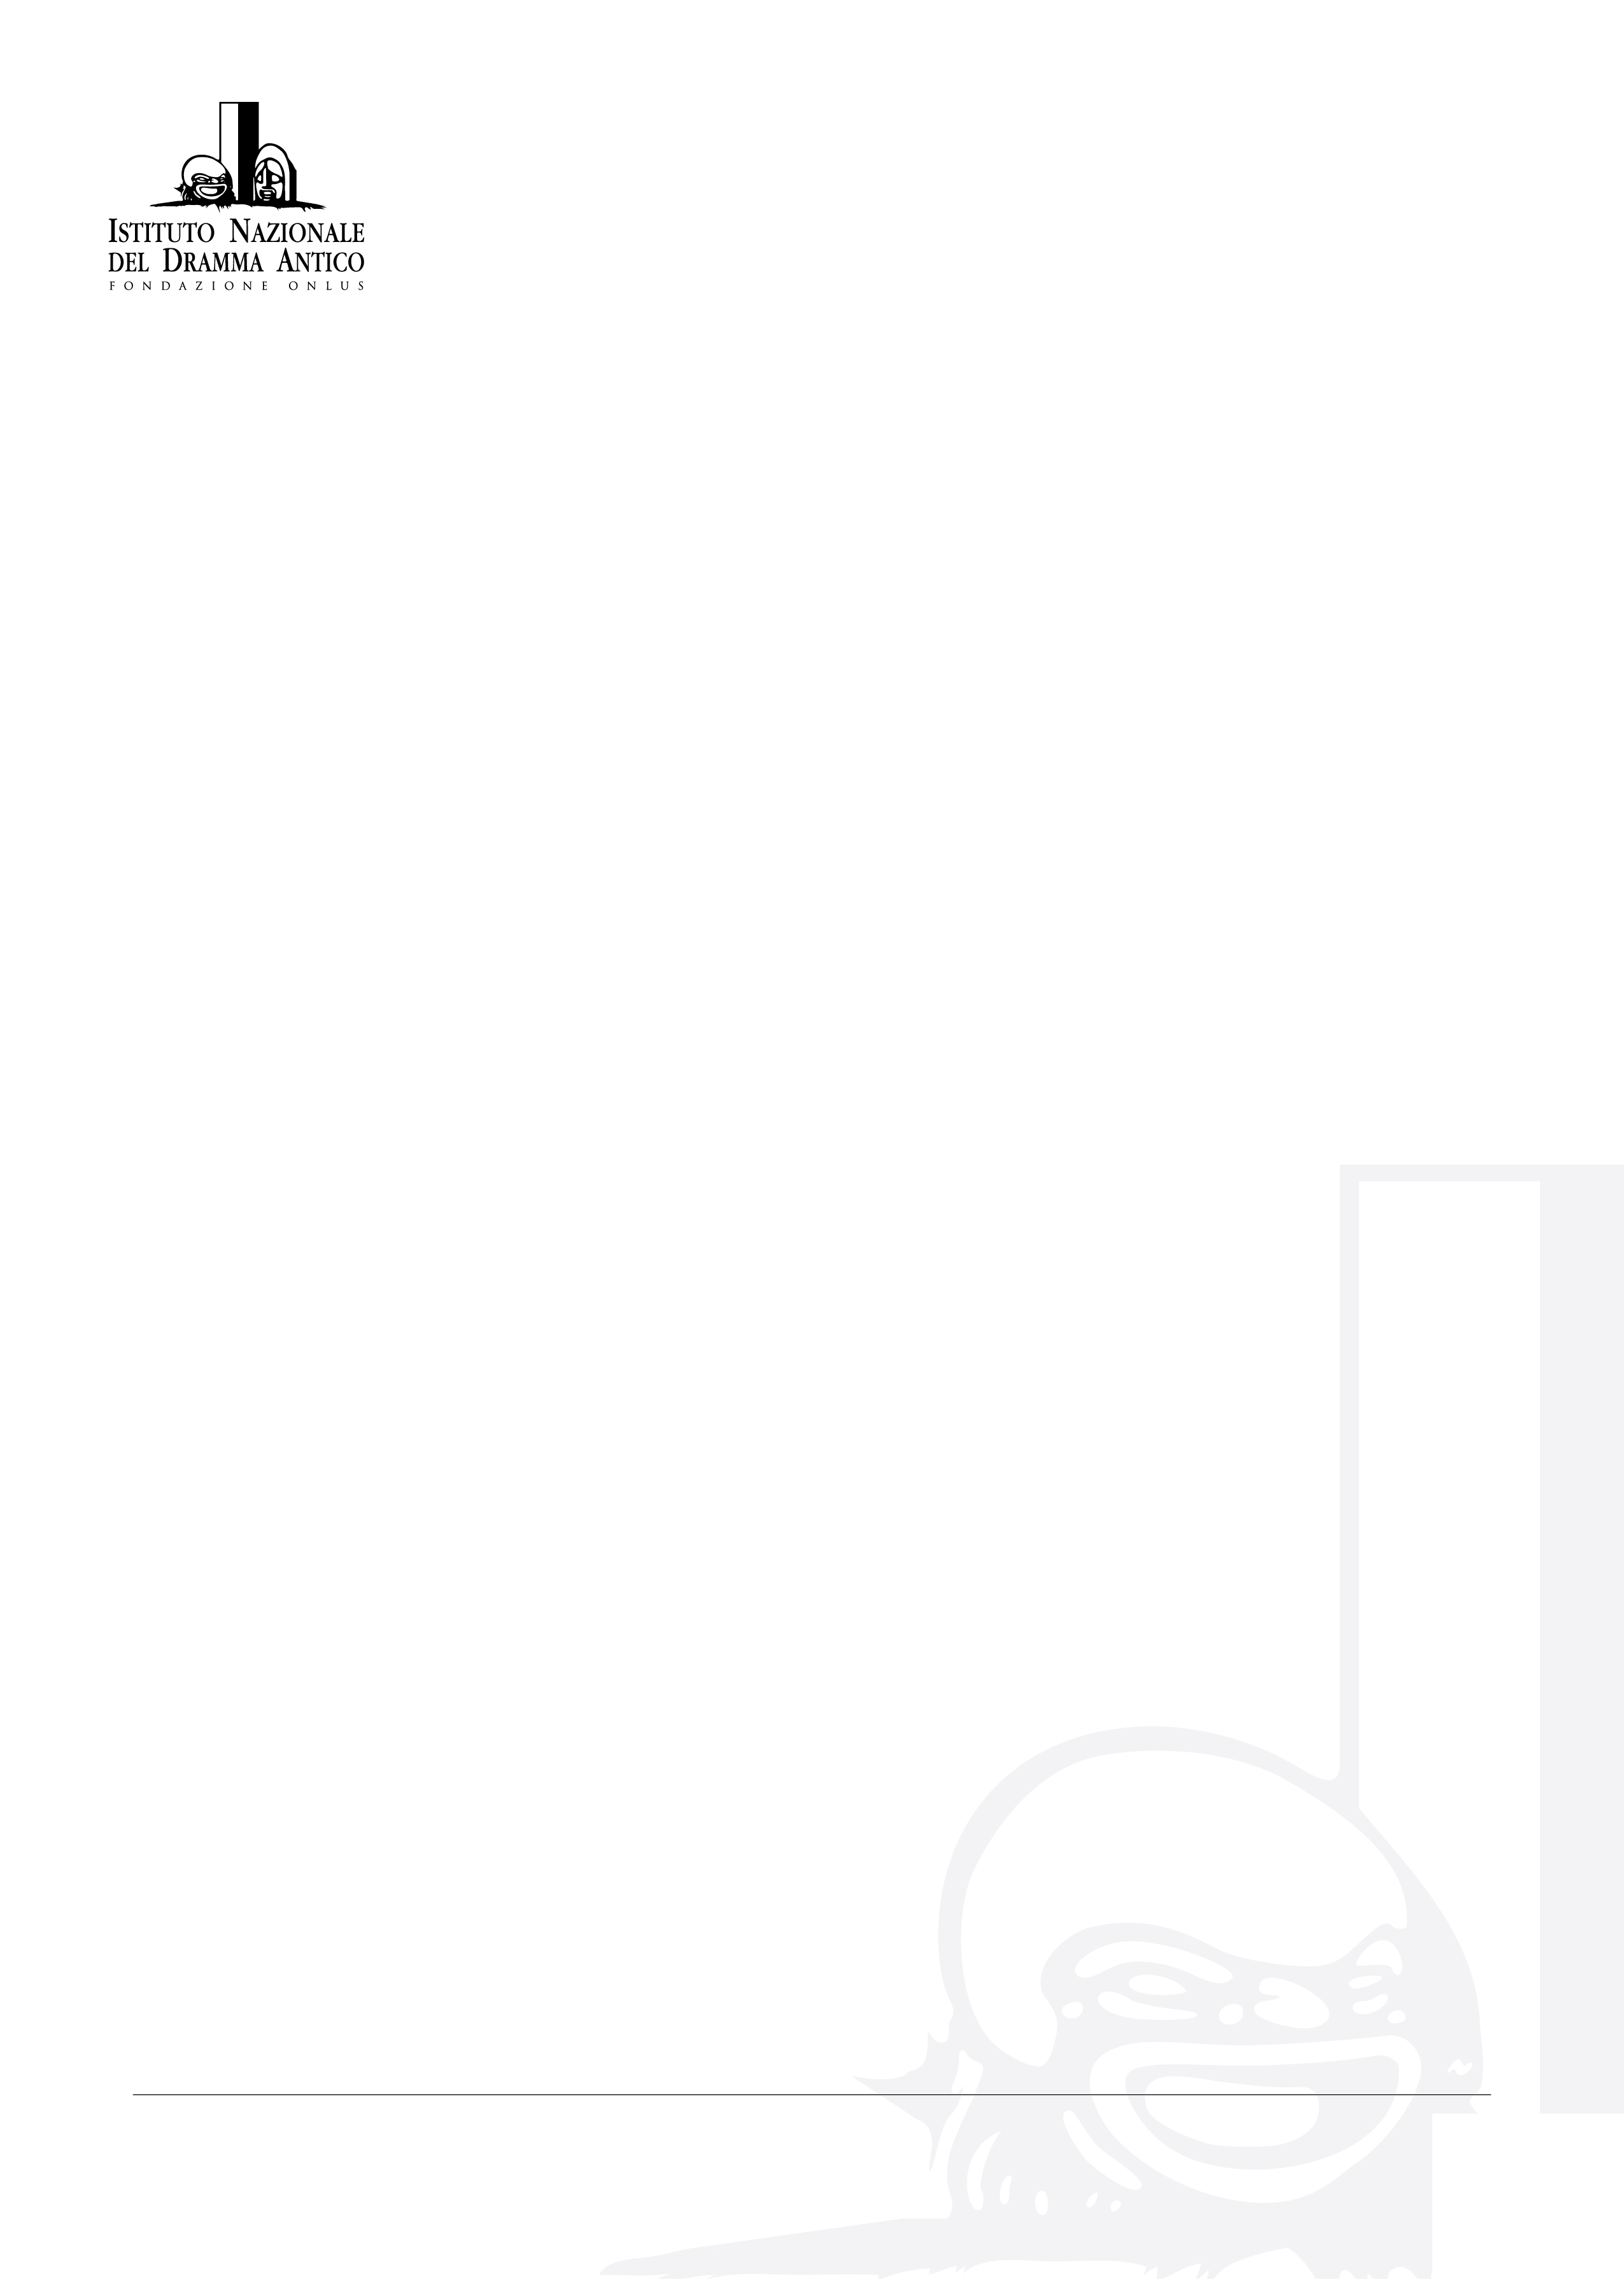 ISTITUTO NAZIONALE
DEL DRAMMA ANTICO
FONDAZIONE ONLUS